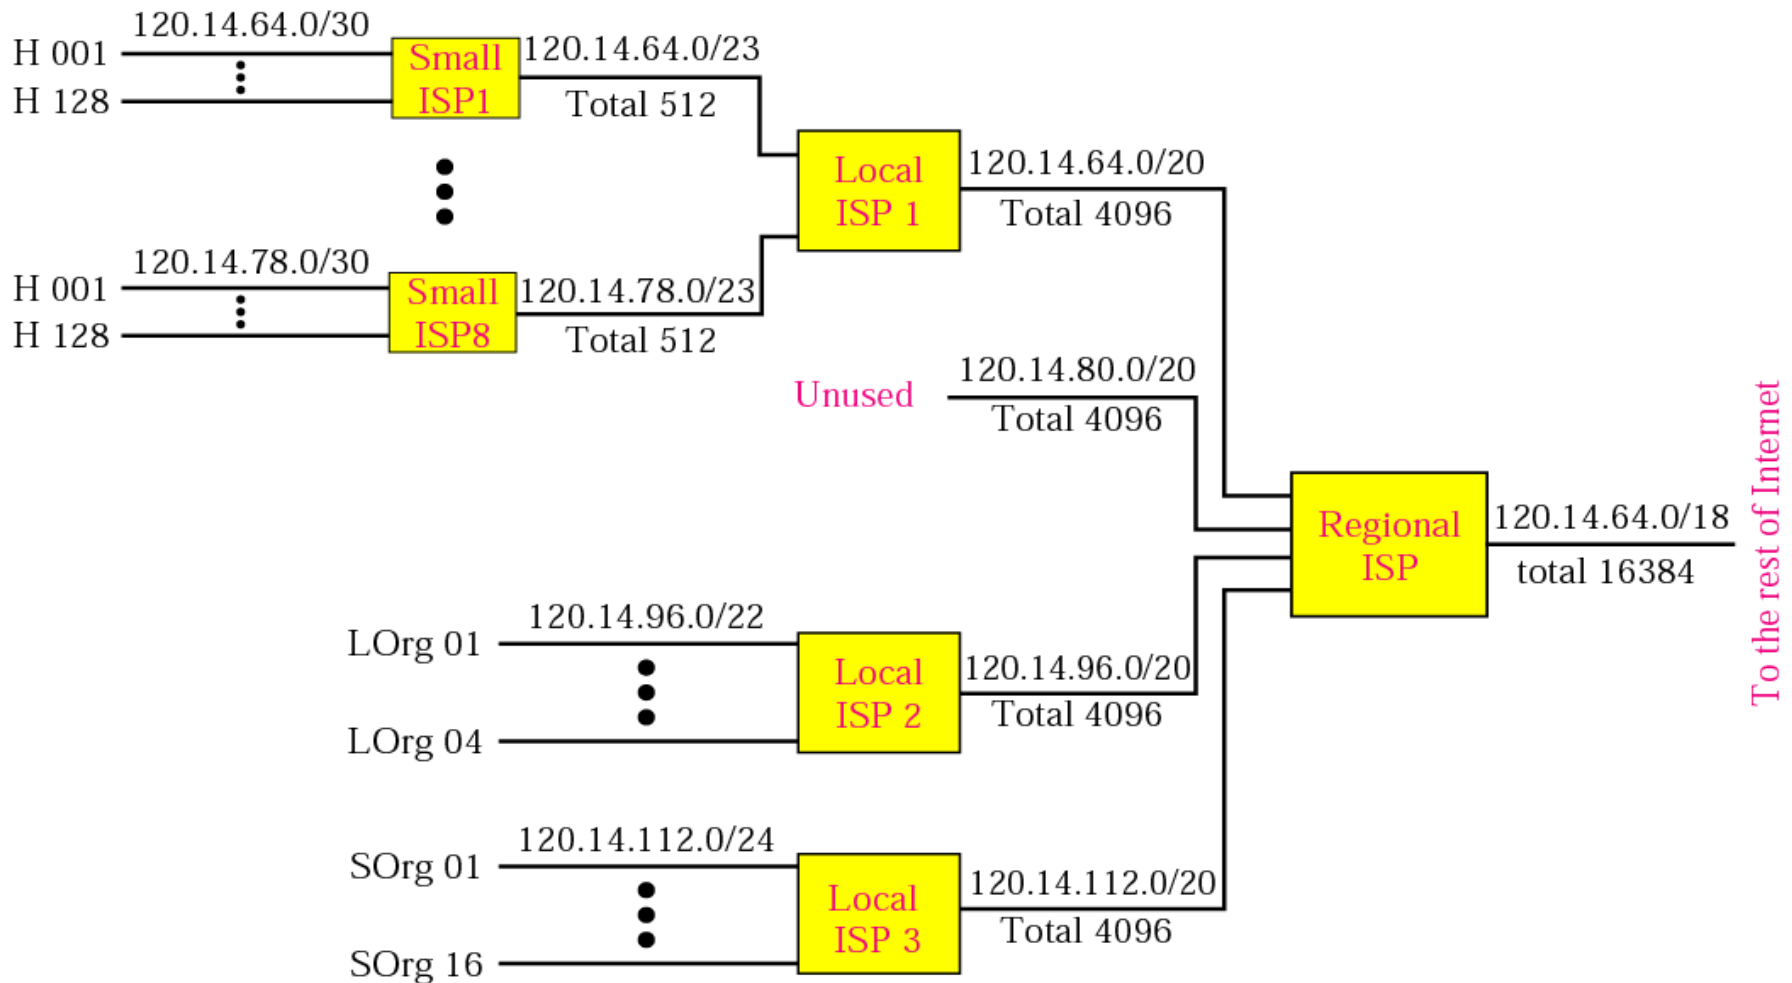 120.14.64.0/30
H 001
H 128
Small
ISP1
120.14.64.0/23
Total 512
120.14.78.0/30
H 001
H 128
Small
ISP8
120.14.78.0/23
Total 512
Local
ISP 1
120.14.64.0/20
Total 4096
Unused
120.14.80.0/20
Total 4096
LOrg 01
120.14.96.0/22
LOrg 04
Local
ISP 2
120.14.96.0/20
Total 4096
SOrg 01
120.14.112.0/24
SOrg 16
Local
ISP 3
120.14.112.0/20
Total 4096
Regional
ISP
120.14.64.0/18
total 16384
To the rest of Internet